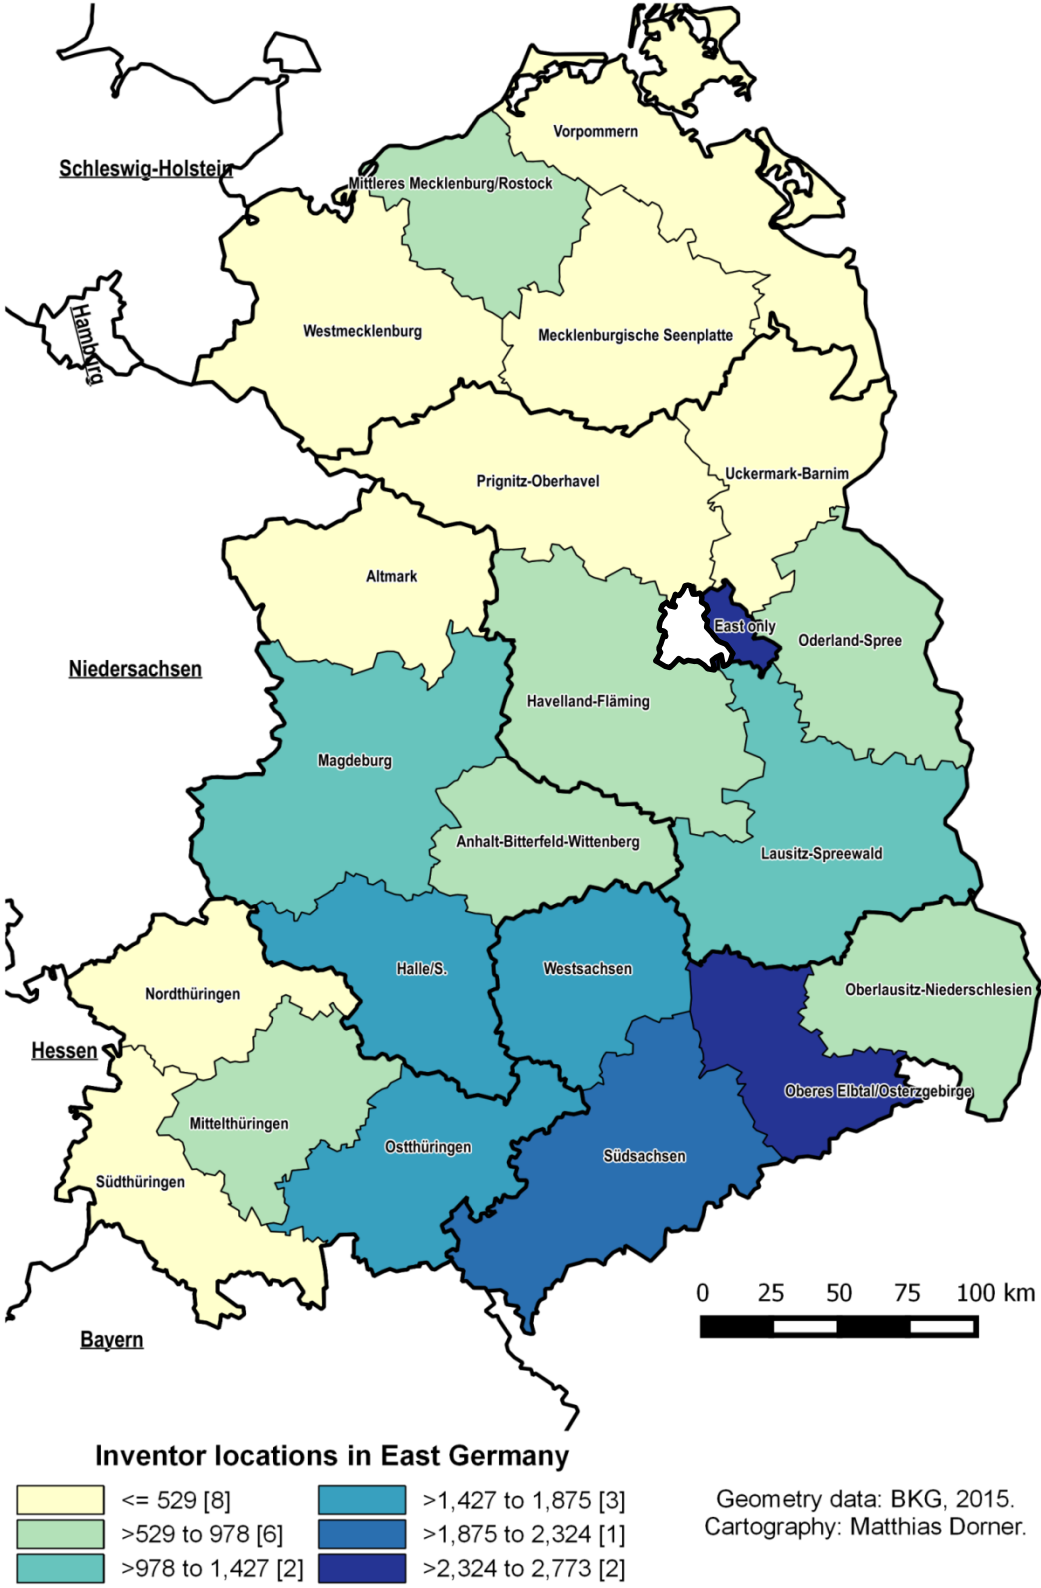 Vorpommern
Schleswig-Holstein
Mittleres Mecklenburg/Rostock
Hamburg
Westmecklenburg
Mecklenburgische Seenplatte
Uckermark-Barnim
Prignitz-Oberhavel
Altmark
East only
Oderland-Spree
Niedersachsen
Havelland-Fläming
Magdeburg
Anhalt-Bitterfeld-Wittenberg
Lausitz-Spreewald
Halle/S.
Westsachsen
Nordthüringen
Oberlausitz-Niederschlesien
Hessen
Oberes Elbtal/Osterzgebirge
Mittelthüringen
Ostthüringen
Südsachsen
Südthüringen
0 25 50 75 100 km
Bayern
Inventor locations in East Germany
<= 529 [8]
>529 to 978 [6]
>978 to 1,427 [2]
>1,427 to 1,875 [3]
>1,875 to 2,324 [1]
>2,324 to 2,773 [2]
Geometry data: BKG, 2015.
Cartography: Matthias Dorner.